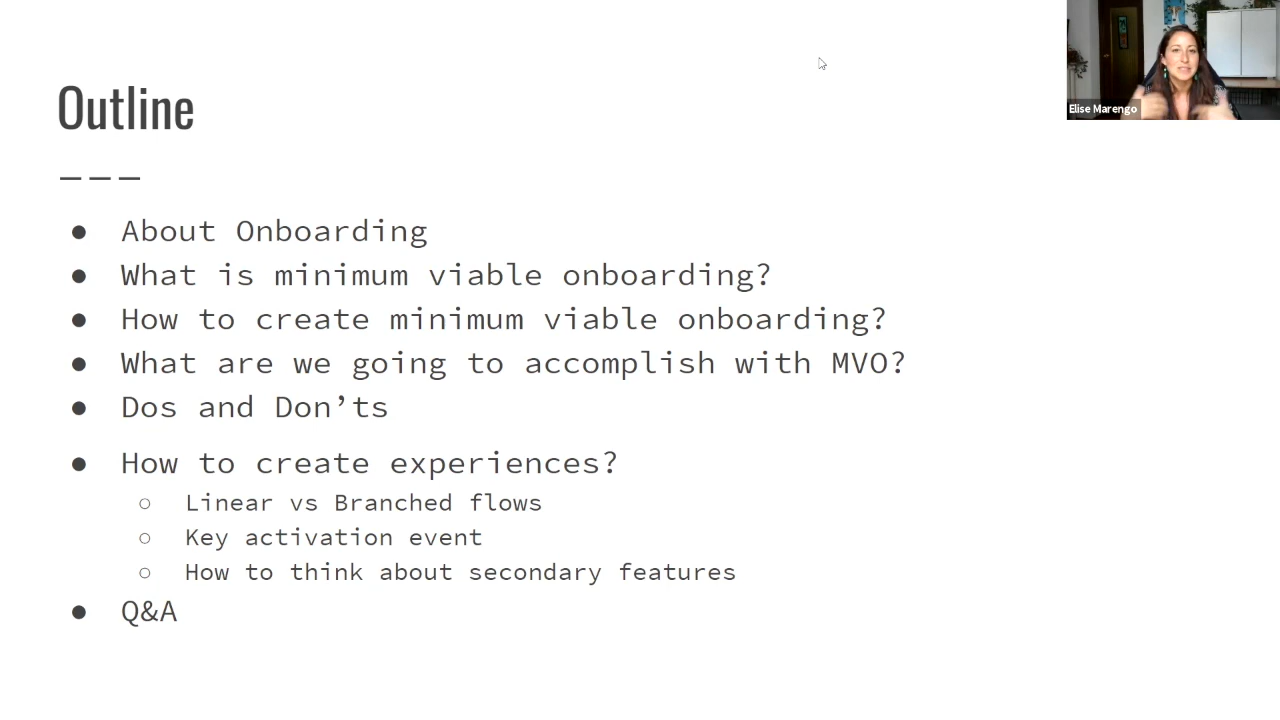 Outline
About Onboarding
What is minimum viable onboarding?
How to create minimum viable onboarding?
What are we going to accomplish with MVO?
Dos and Don’ts
How to create experiences?
Linear vs Branched flows
Key activation event
How to think about secondary features
Q&A
Elise Marengo